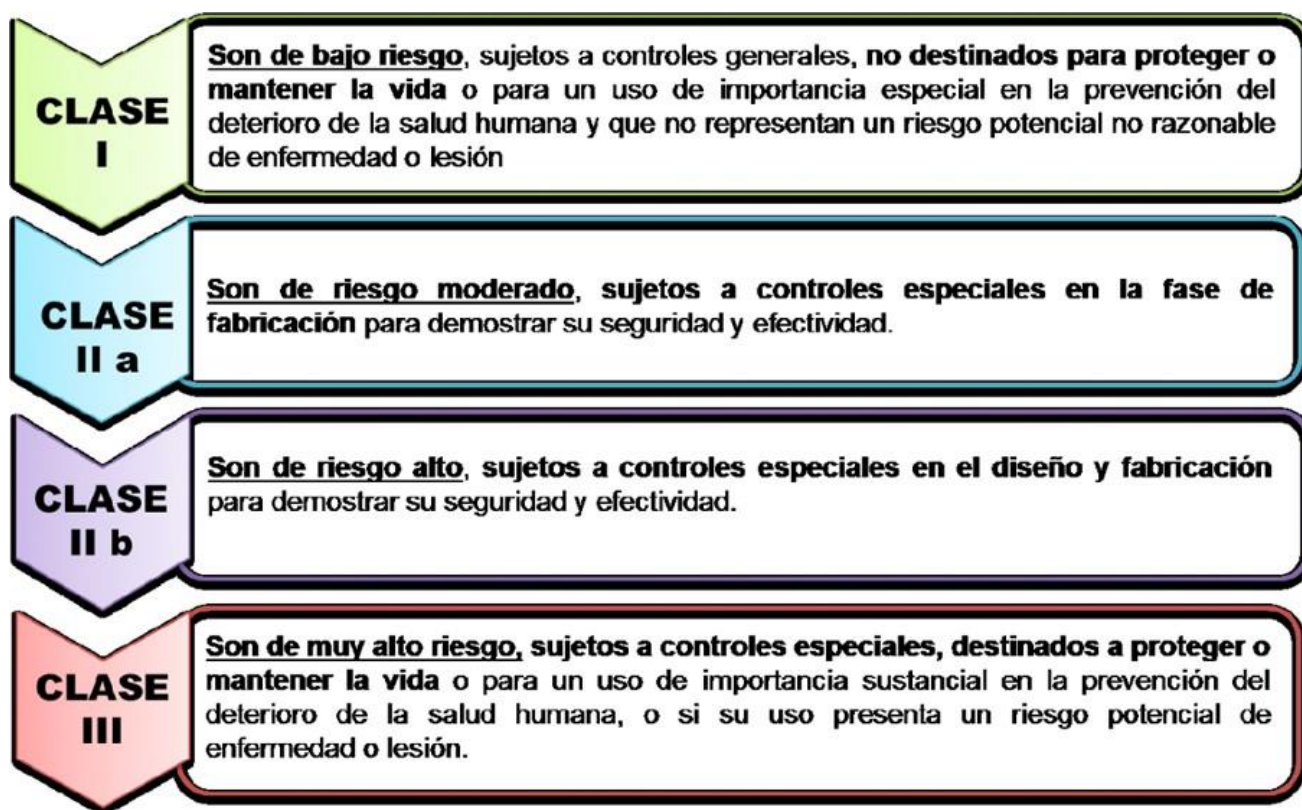 CLASE
I
Son de bajo riesgo, sujetos a controles generales, no destinados para proteger o
mantener la vida o para un uso de importancia especial en la prevención del
deterioro de la salud humana y que no representan un riesgo potencial no razonable
de enfermedad o lesión
CLASE
II a
Son de riesgo moderado, sujetos a controles especiales en la fase de
fabricación para demostrar su seguridad y efectividad.
CLASE
II b
Son de riesgo alto, sujetos a controles especiales en el diseño y fabricación
para demostrar su seguridad y efectividad.
CLASE
III
Son de muy alto riesgo, sujetos a controles especiales, destinados a proteger o
mantener la vida o para un uso de importancia sustancial en la prevención del
deterioro de la salud humana, o si su uso presenta un riesgo potencial de
enfermedad o lesión.